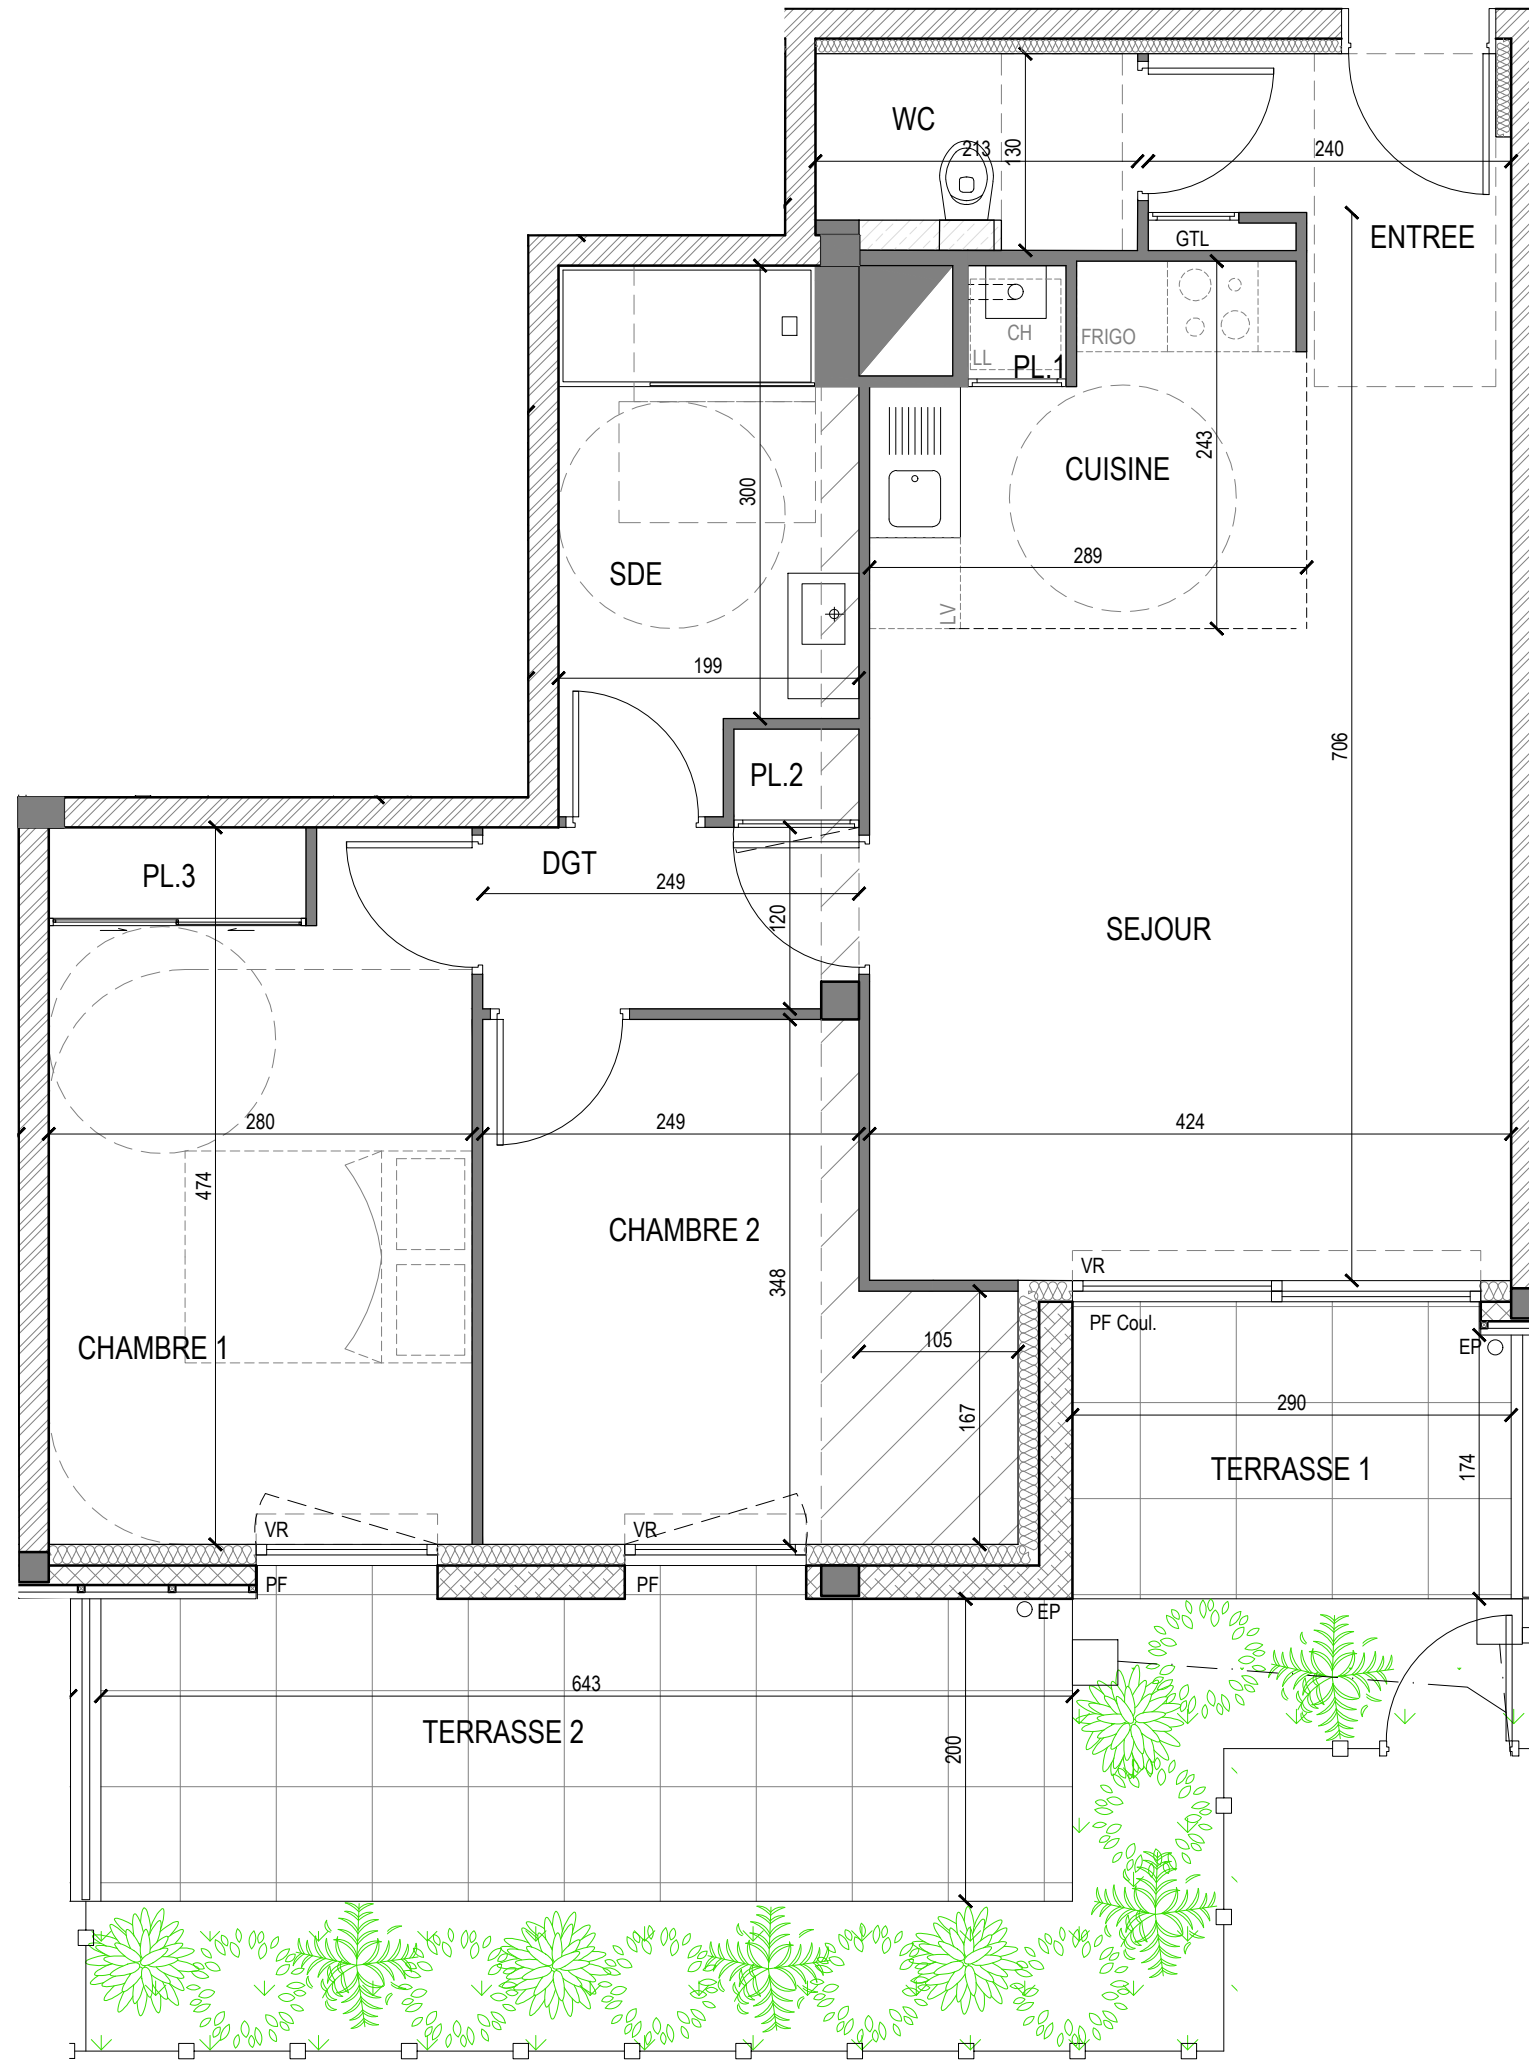 WC
213
130
240
ENTREE
GTL
CH
LL
PL.1
FRIGO
243
CUISINE
300
289
SDE
LV
199
706
PL.2
DGT
PL.3
249
120
SEJOUR
280
249
424
474
CHAMBRE 2
348
VR
CHAMBRE 1
PF Coul.
105
EP
290
167
TERRASSE 1
174
VR
VR
PF
PF
EP
643
TERRASSE 2
200